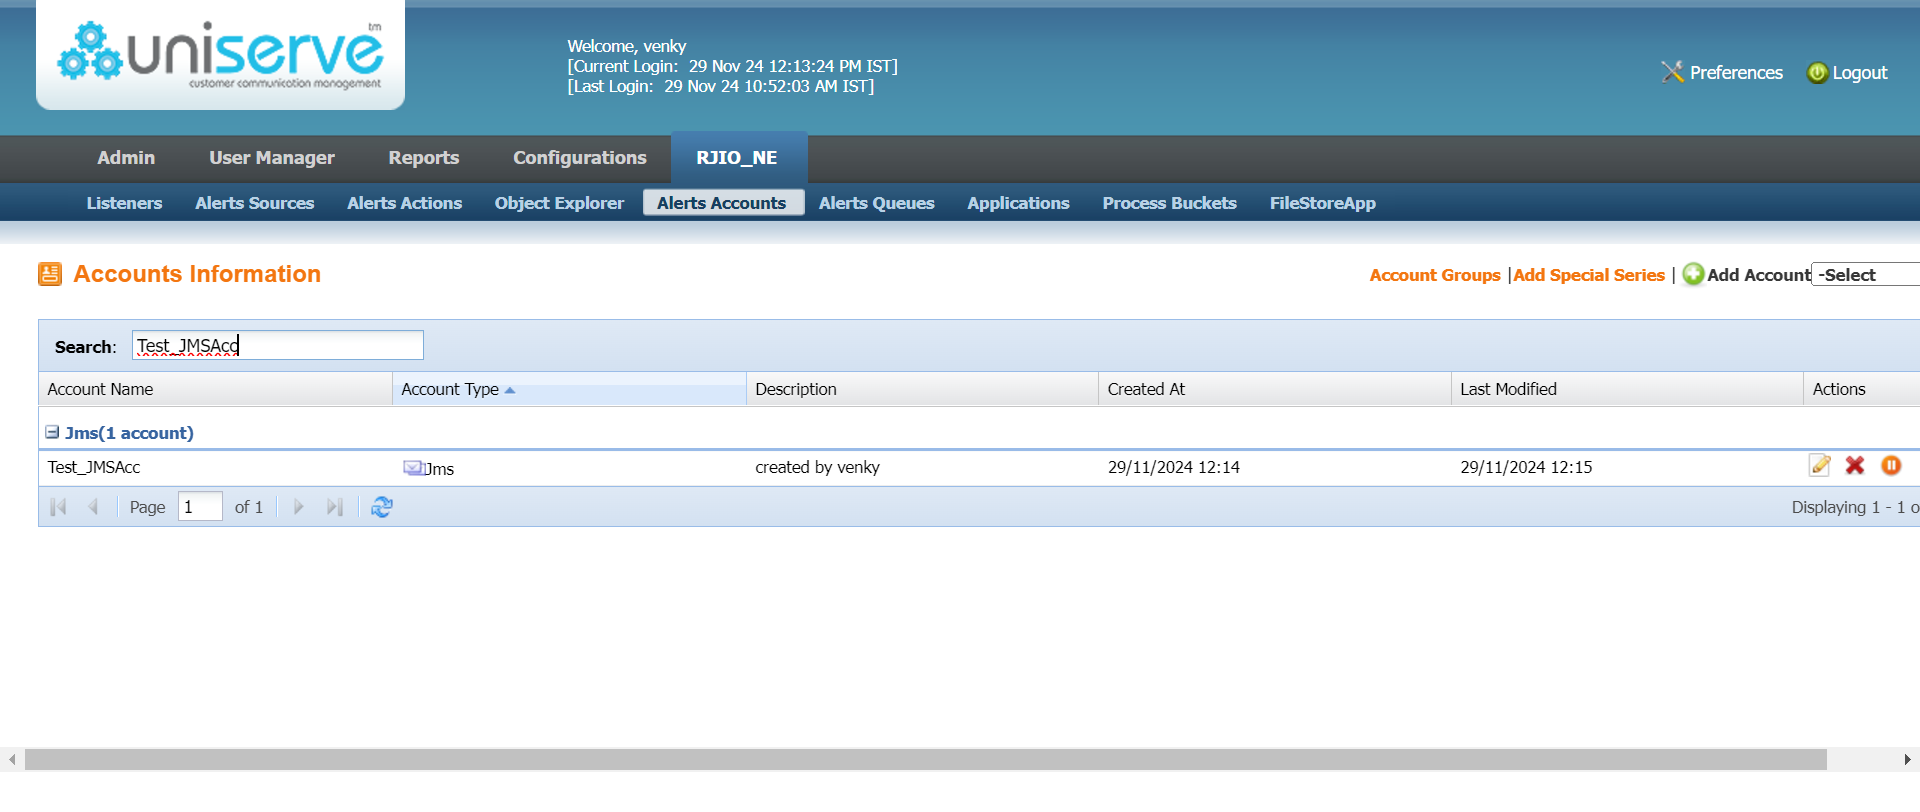 uniserve tm
customer communication management
Welcome, venky
[Current Login: 29 Nov 24 12:13:24 PM IST]
[Last Login: 29 Nov 24 10:52:03 AM IST]
Preferences Logout
Admin User Manager Reports Configurations RJIO_NE
Listeners Alerts Sources Alerts Actions Object Explorer Alerts Accounts Alerts Queues Applications Process Buckets FileStoreApp
Accounts Information
Account Groups |Add Special Series | Add Account -Select
Search: Test_JMSAcc
Account Name Account Type Description Created At Last Modified Actions
Jms(1 account)
Test_JMSAcc Jms created by venky 29/11/2024 12:14 29/11/2024 12:15
Page 1 of 1 Displaying 1 - 1 o